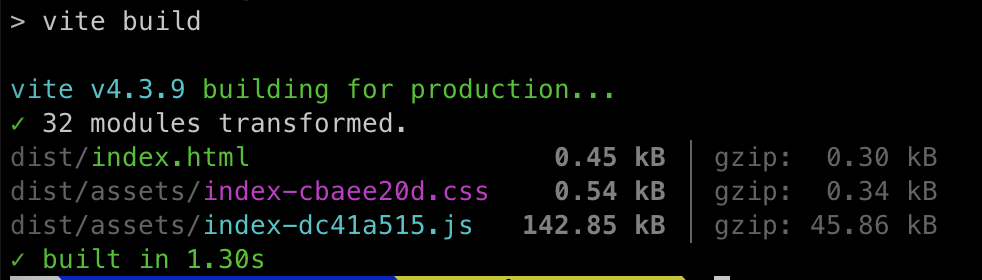 > vite build
vite v4.3.9 building for production...
✓ 32 modules transformed.
dist/index.html 0.45 kB │ gzip: 0.30 kB
dist/assets/index-cbaee20d.css 0.54 kB │ gzip: 0.34 kB
dist/assets/index-dc41a515.js 142.85 kB │ gzip: 45.86 kB
✓ built in 1.30s